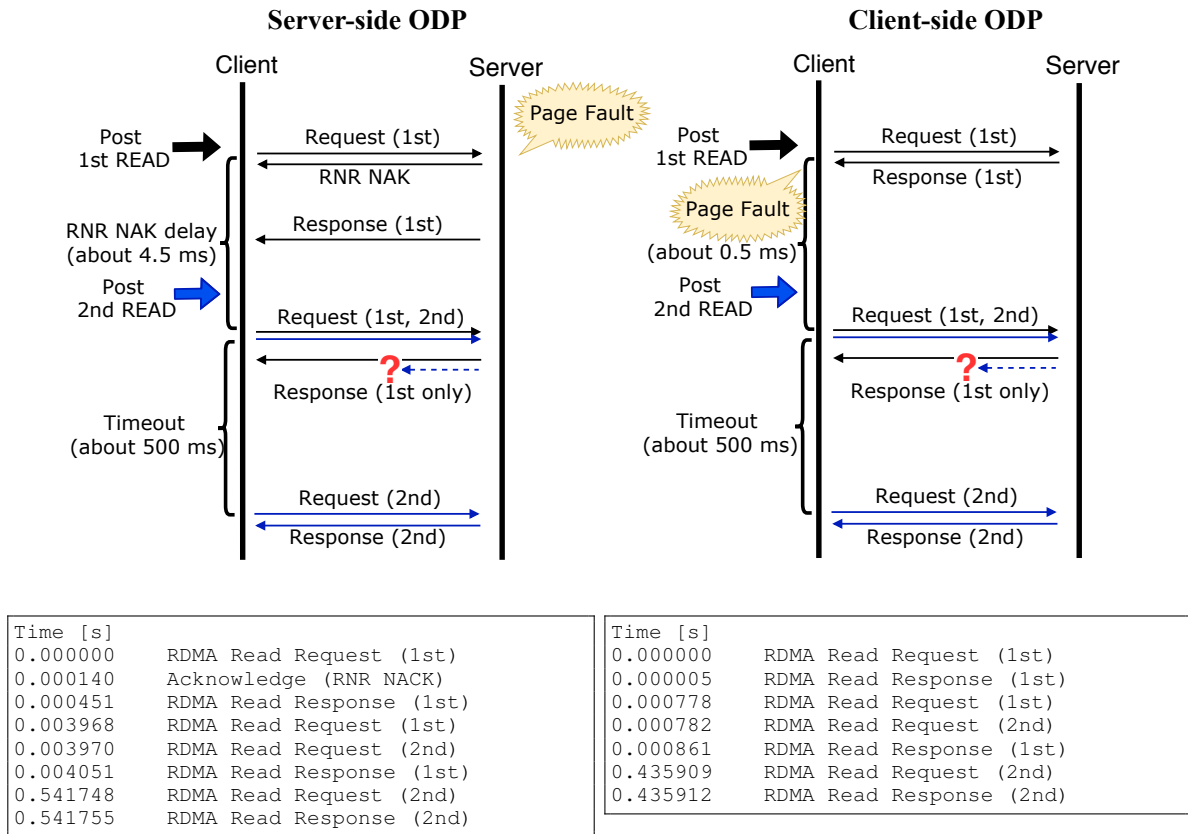 Server-side ODP
Client
Server
Page Fault
Post
1st READ
Request (1st)
RNR NAK
Response (1st)
RNR NAK delay
(about 4.5 ms)
Post
2nd READ
Request (1st, 2nd)
?
Response (1st only)
Timeout
(about 500 ms)
Request (2nd)
Response (2nd)
Client-side ODP
Client
Server
Post
1st READ
Request (1st)
Response (1st)
Page Fault
(about 0.5 ms)
Post
2nd READ
Request (1st, 2nd)
?
Response (1st only)
Timeout
(about 500 ms)
Request (2nd)
Response (2nd)
Time [s]
0.000000 RDMA Read Request (1st)
0.000140 Acknowledge (RNR NACK)
0.000451 RDMA Read Response (1st)
0.003968 RDMA Read Request (1st)
0.003970 RDMA Read Request (2nd)
0.004051 RDMA Read Response (1st)
0.541748 RDMA Read Request (2nd)
0.541755 RDMA Read Response (2nd)
Time [s]
0.000000 RDMA Read Request (1st)
0.000005 RDMA Read Response (1st)
0.000778 RDMA Read Request (1st)
0.000782 RDMA Read Request (2nd)
0.000861 RDMA Read Response (1st)
0.435909 RDMA Read Request (2nd)
0.435912 RDMA Read Response (2nd)